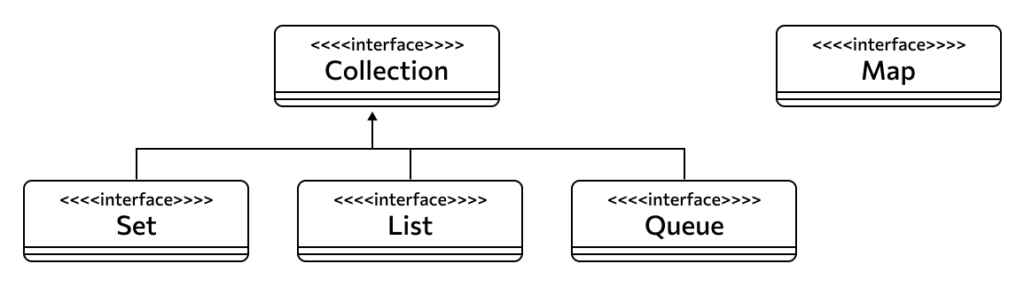 <<<<interface>>>>
Collection
<<<<interface>>>>
Map
<<<<interface>>>>
Set
<<<<interface>>>>
List
<<<<interface>>>>
Queue